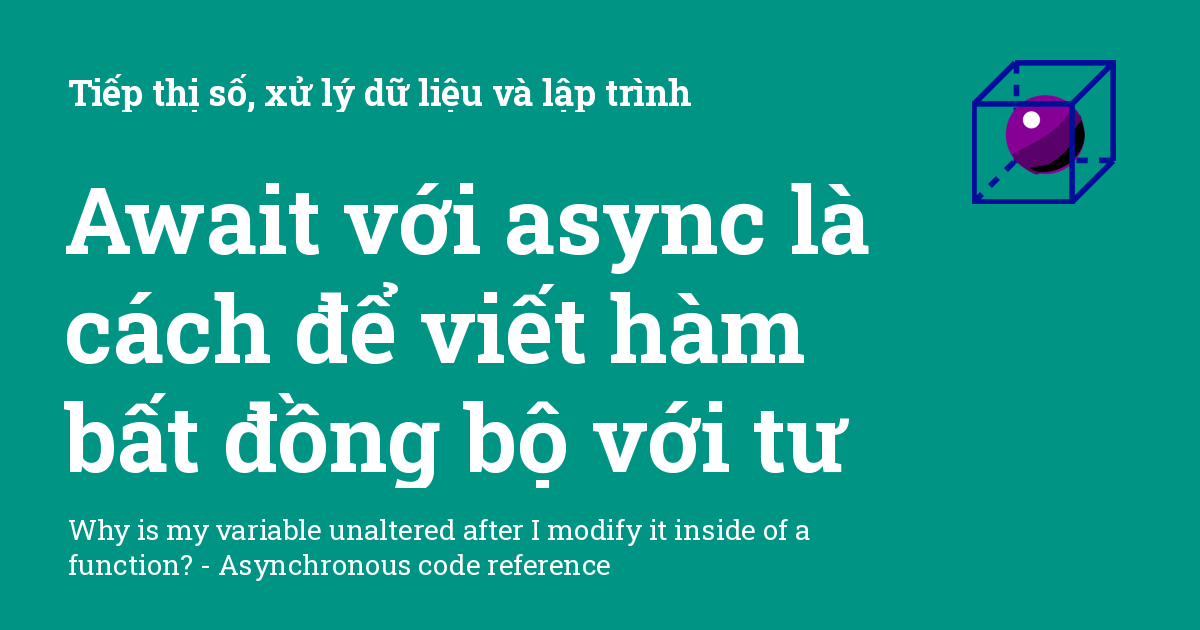 Tiếp thị số, xử lý dữ liệu và lập trình
Await với async là
cách để viết hàm
bất đồng bộ với tư
Why is my variable unaltered after I modify it inside of a
function? - Asynchronous code reference